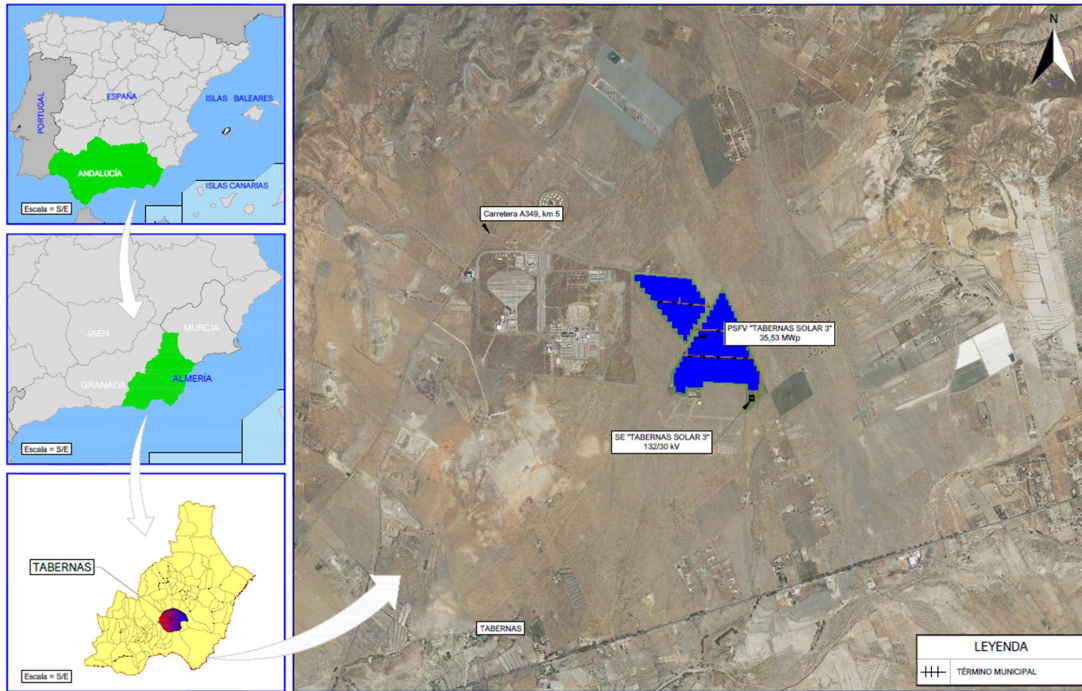 PORTUGAL
ESPAÑA
ISLAS BALEARES
ANDALUCÍA
ISLAS CANARIAS
Escala = S/E
JAEN
MURCIA
GRANADA
ALMERÍA
Escala = S/E
TABERNAS
Escala = S/E
N
Carretera A349, km 5
PSFV "TABERNAS SOLAR 3"
35,53 MWp
SE "TABERNAS SOLAR 3"
132/30 kV
TABERNAS
LEYENDA
TÉRMINO MUNICIPAL